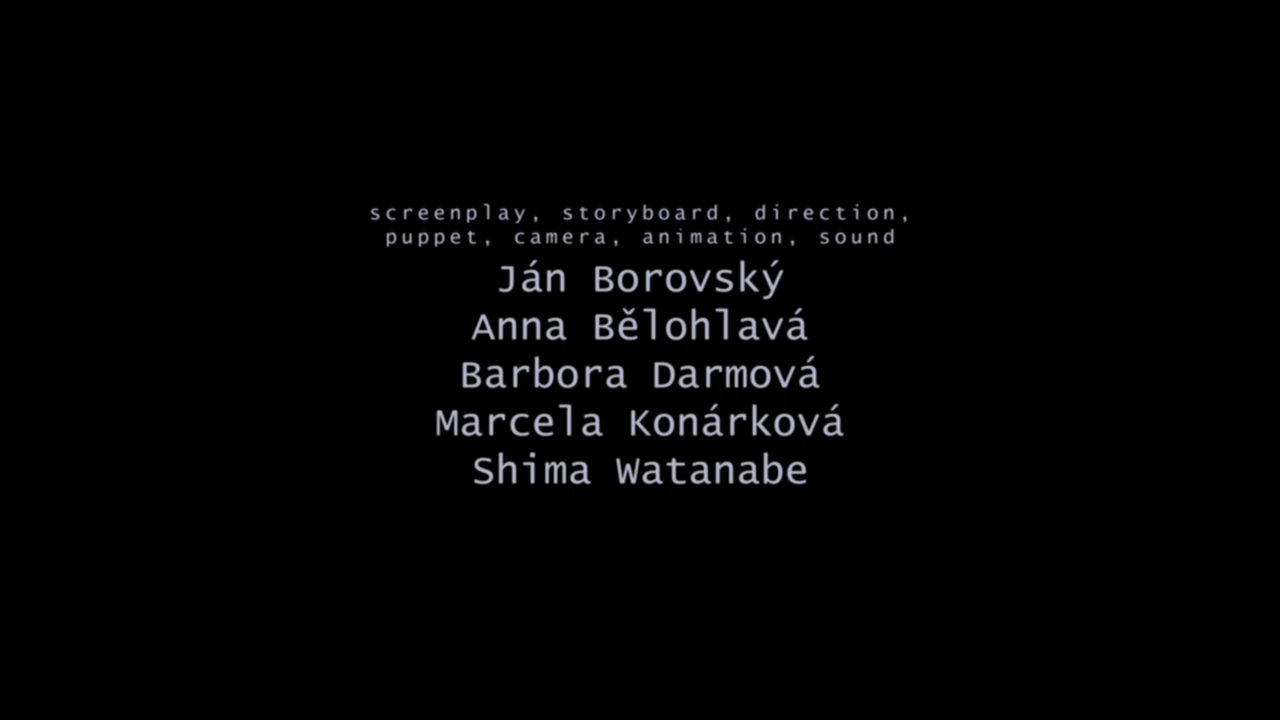 screenplay, storyboard, direction,
puppet, camera, animation, sound
Ján Borovský
Anna Bělohlavá
Barbora Darmová
Marcela Konárková
Shima Watanabe